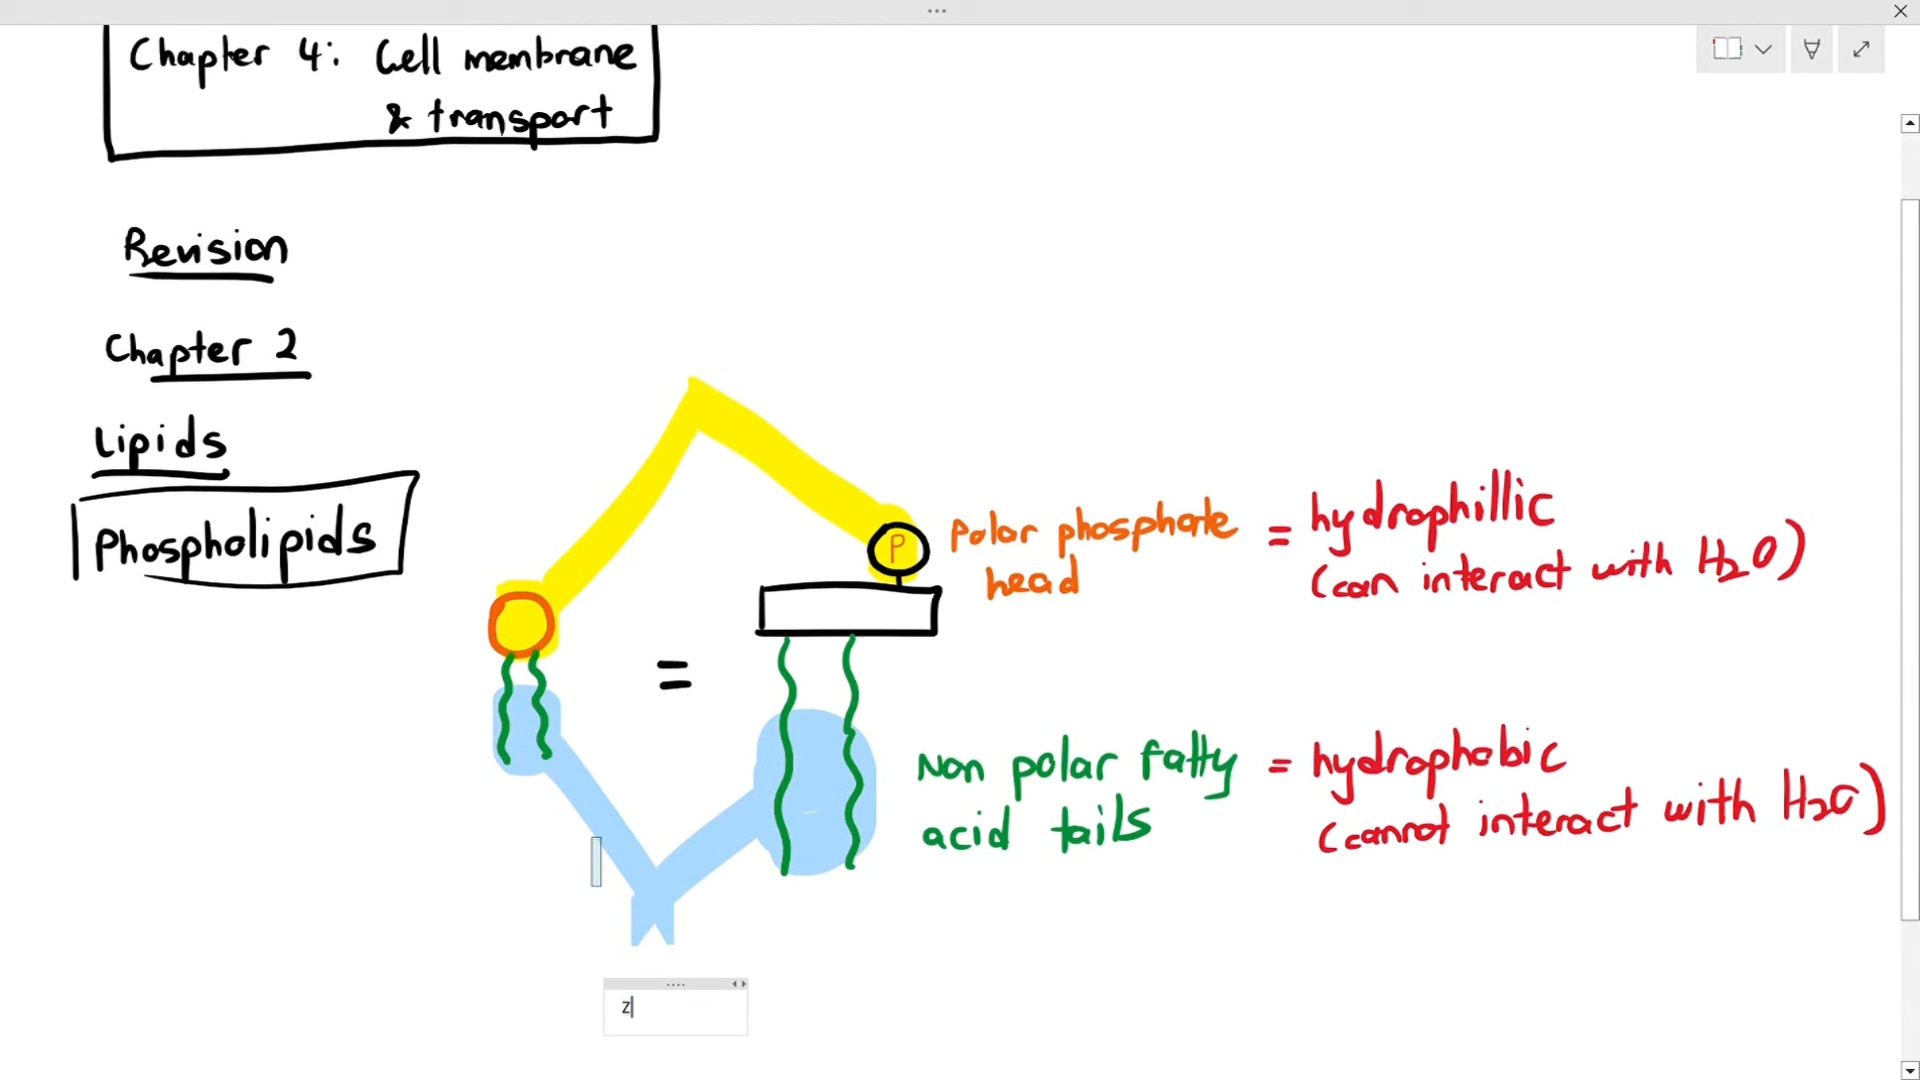 Chapter 4: Cell membrane
& transport
Revision
Chapter 2
Lipids
Phospholipids
P
Polar phosphate
head
= hydrophillic
(can interact with H2O)
=
Non polar fatty
acid tails
= hydrophobic
(cannot interact with H2O)
z